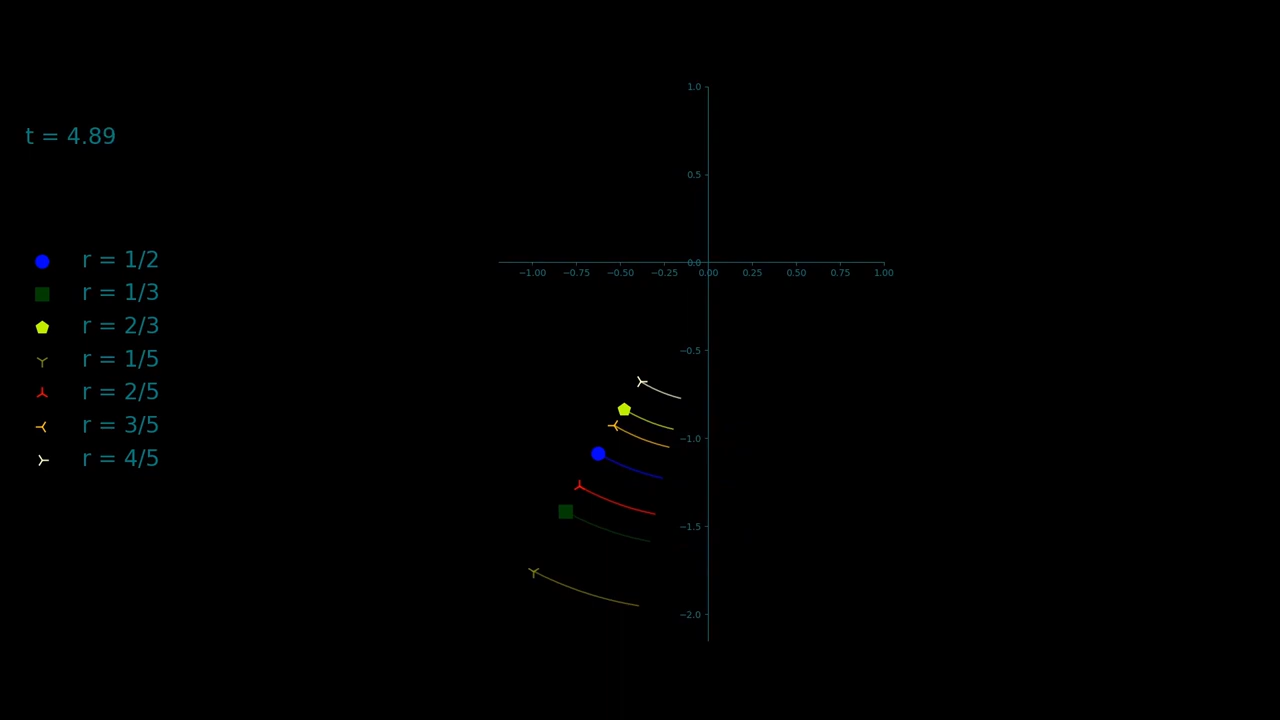 1.0
t = 4.89
0.5
r = 1/2
0.0
−1.00 −0.75 −0.50 −0.25 0.00 0.25 0.50 0.75 1.00
r = 1/3
r = 2/3
−0.5
r = 1/5
r = 2/5
r = 3/5
−1.0
r = 4/5
−1.5
−2.0